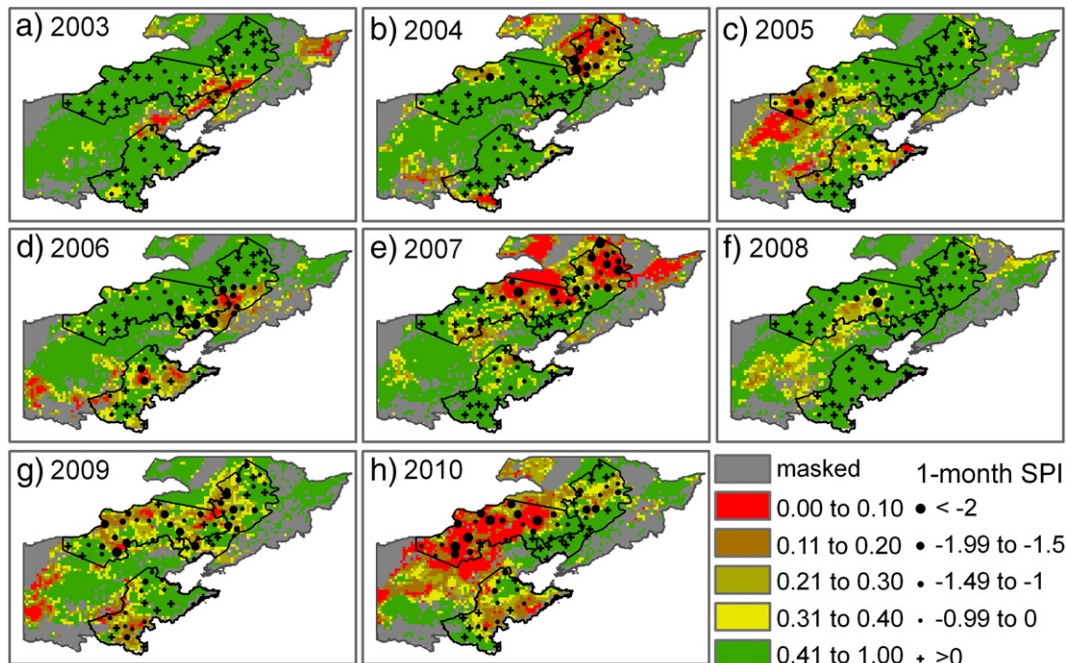 a) 2003
b) 2004
c) 2005
d) 2006
e) 2007
f) 2008
g) 2009
h) 2010
masked 1-month SPI
0.00 to 0.10 < -2
0.11 to 0.20 -1.99 to -1.5
0.21 to 0.30 -1.49 to -1
0.31 to 0.40 -0.99 to 0
0.41 to 1.00 >0